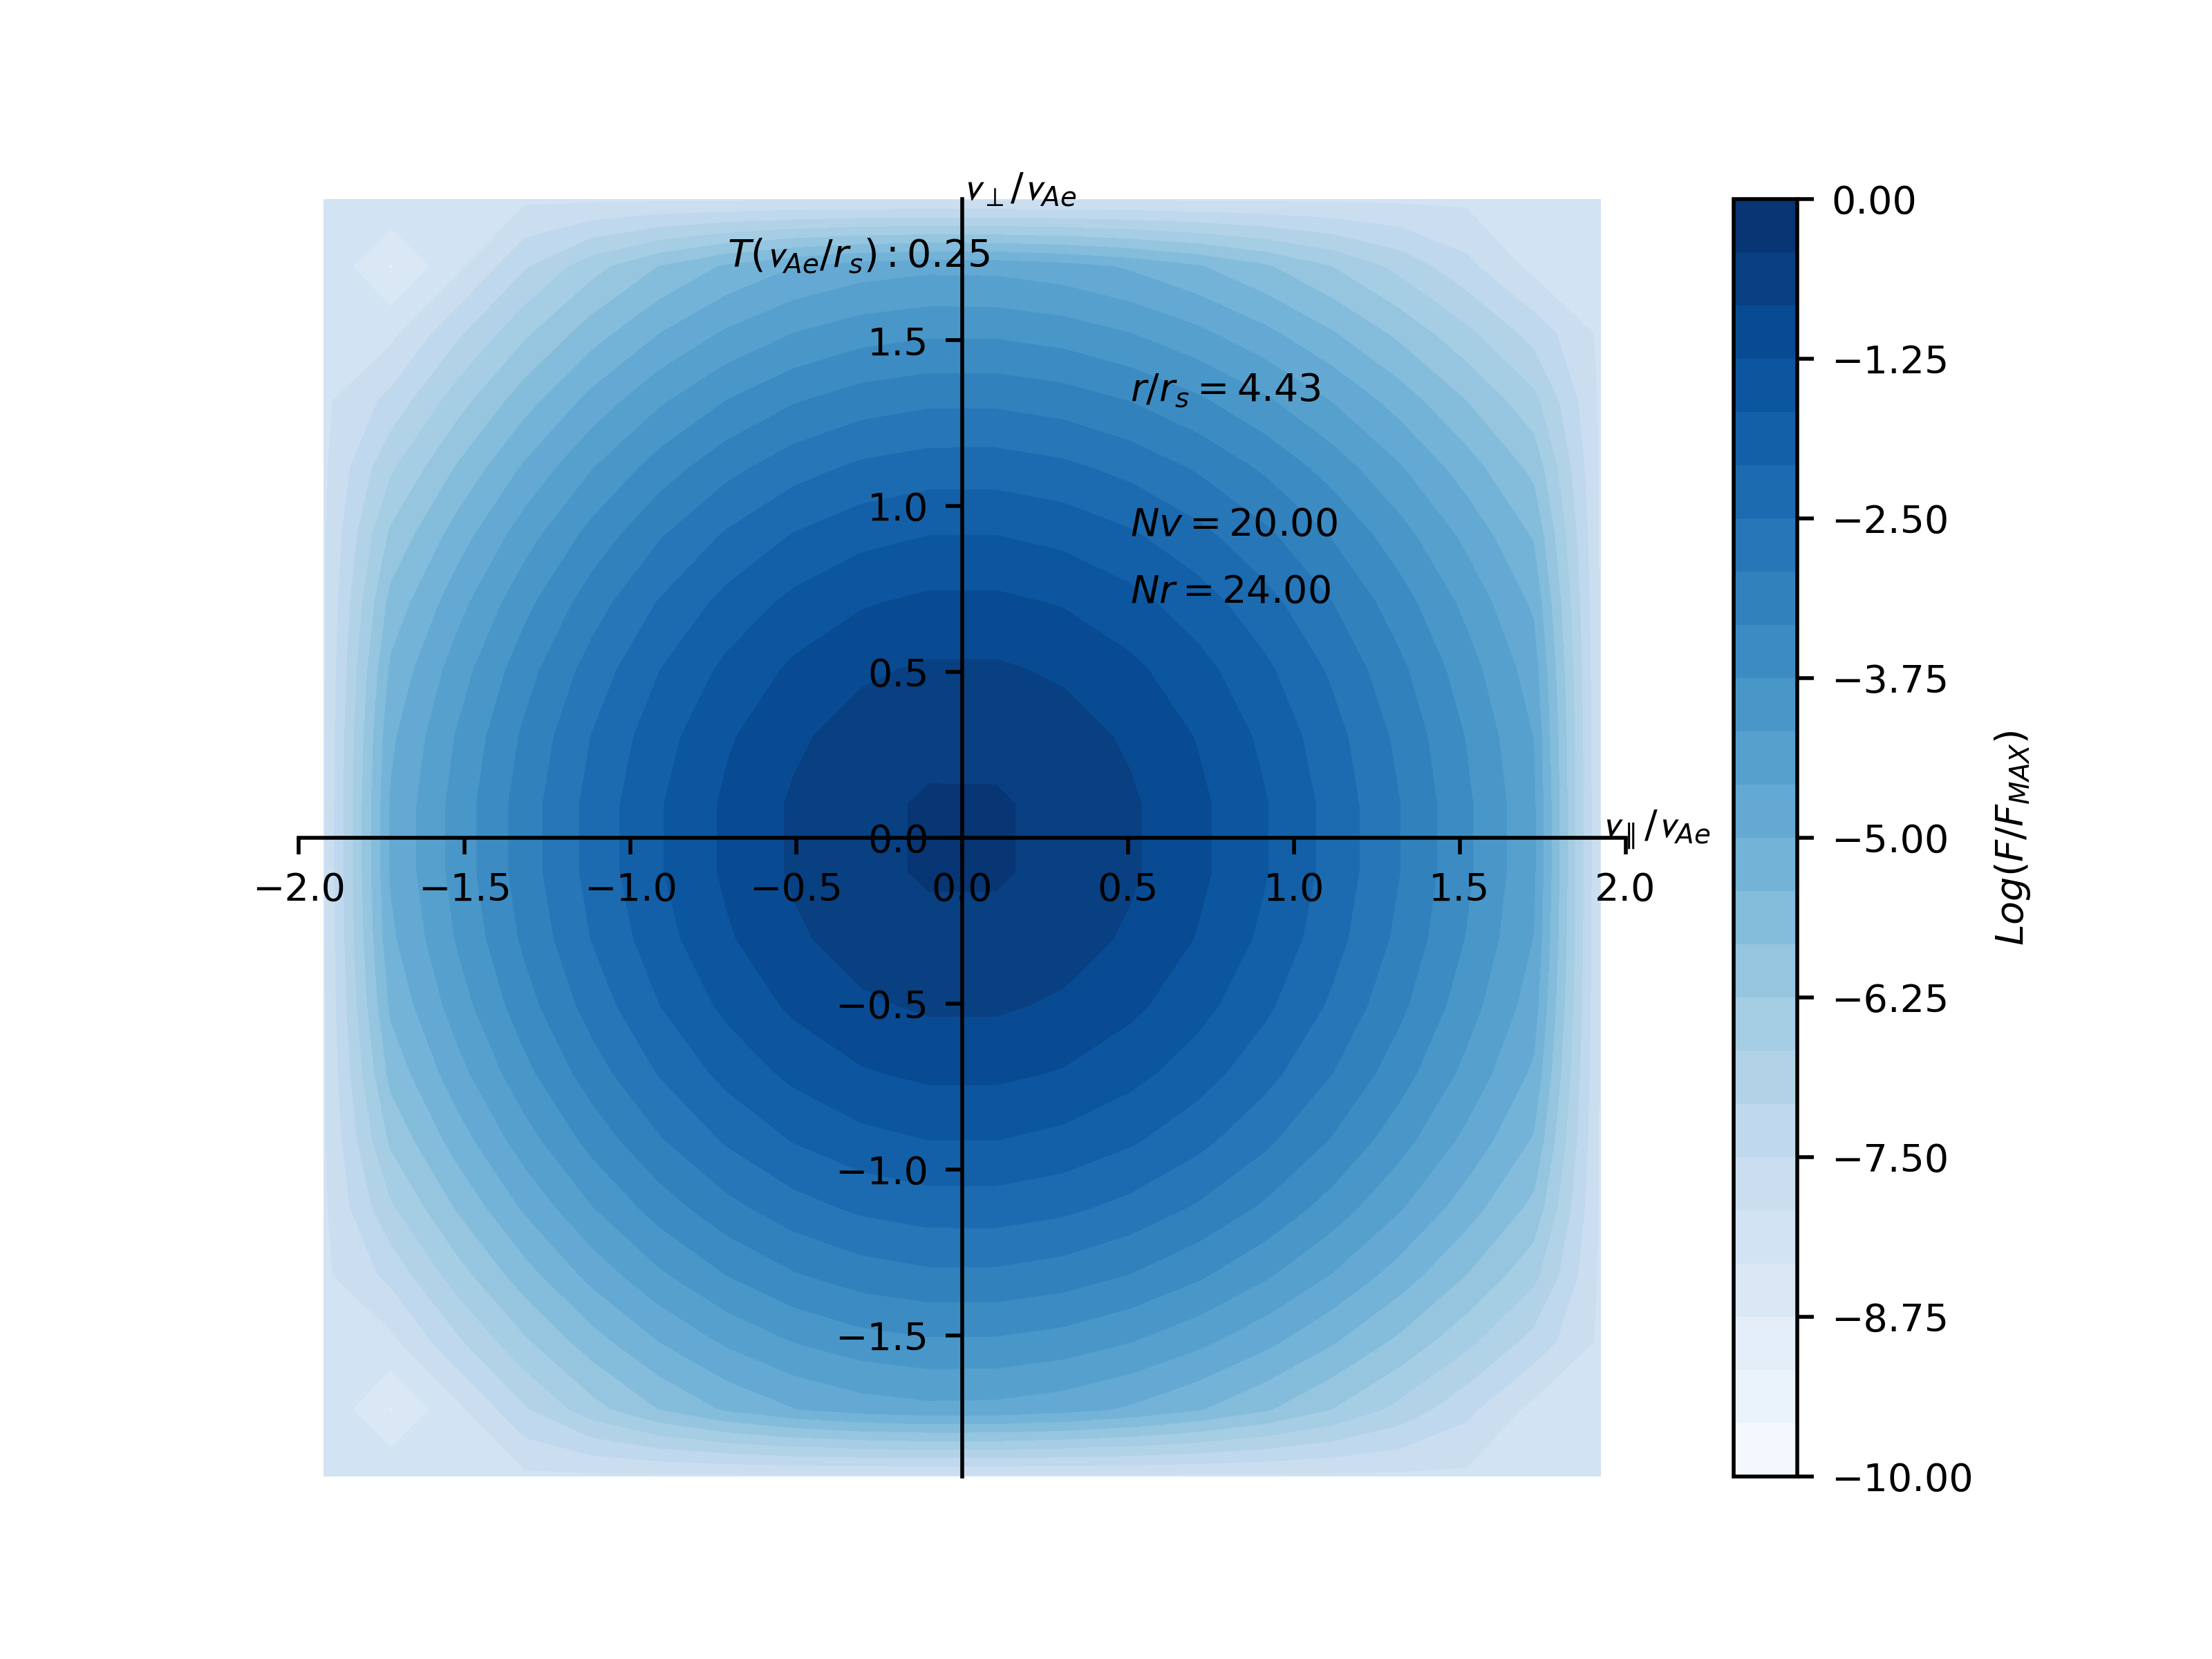 v⊥/vAe
T(vAe/rs) : 0.25
r/rs = 4.43
Nv = 20.00
Nr = 24.00
1.5
1.0
0.5
0.0
−0.5
−1.0
−1.5
−2.0 −1.5 −1.0 −0.5 0.0 0.5 1.0 1.5 2.0
v∥/vAe
0.00
−1.25
−2.50
−3.75
−5.00
−6.25
−7.50
−8.75
−10.00
Log(F/FMAX)